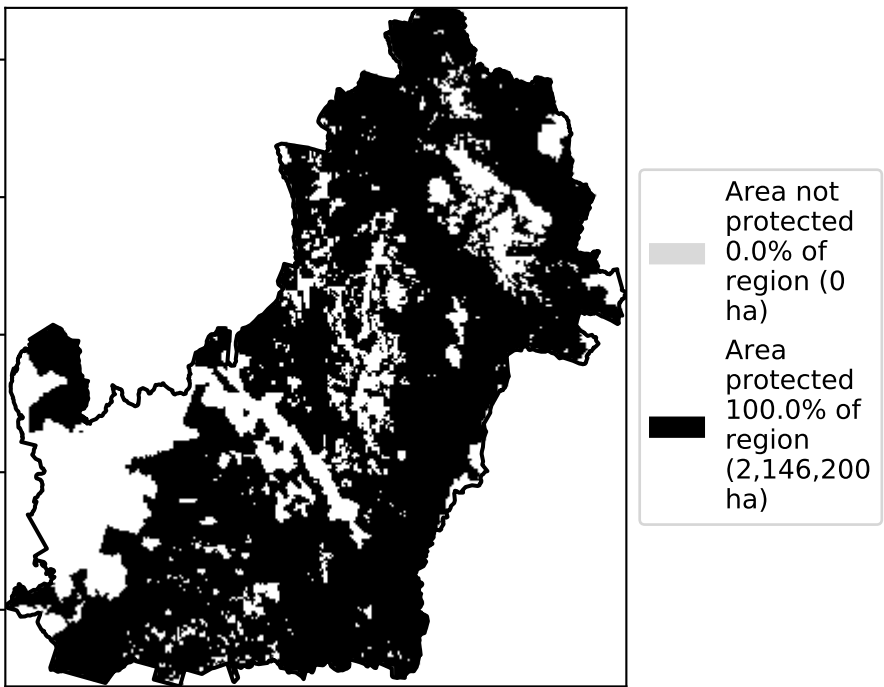 Area not
protected
0.0% of
region (0
ha)
Area
protected
100.0% of
region
(2,146,200
ha)